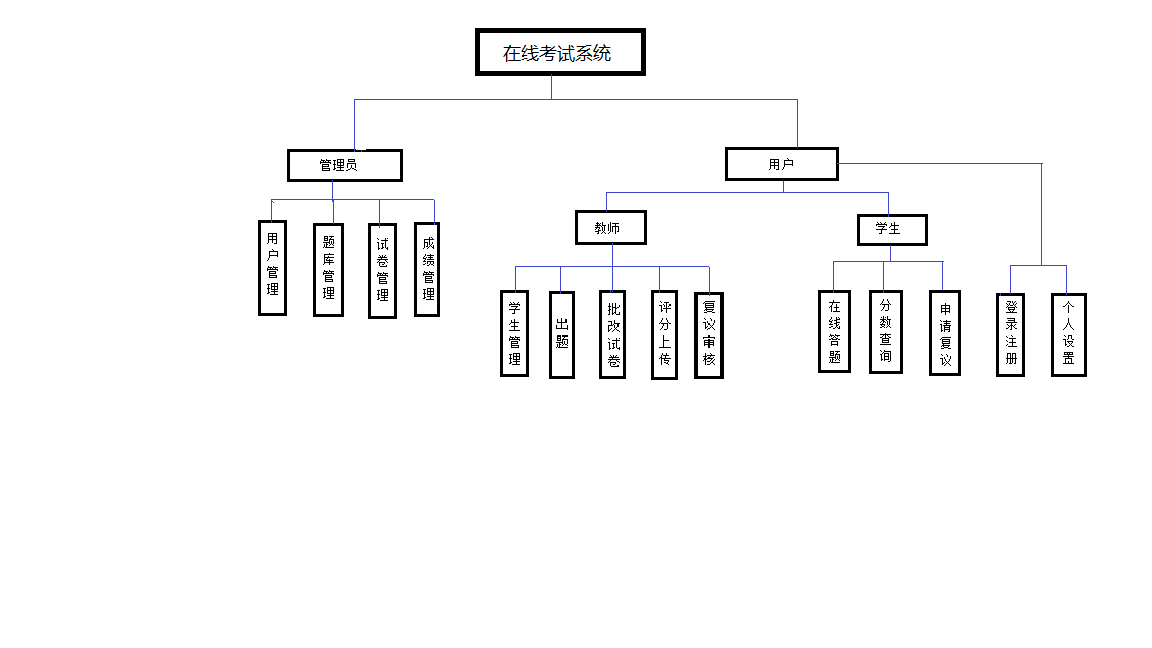 在线考试系统
管理员
用户
教师
学生
用户管理
题库管理
试卷管理
成绩管理
学生管理
出题
批改试卷
评分上传
复议审核
在线答题
分数查询
申请复议
登录注册
个人设置